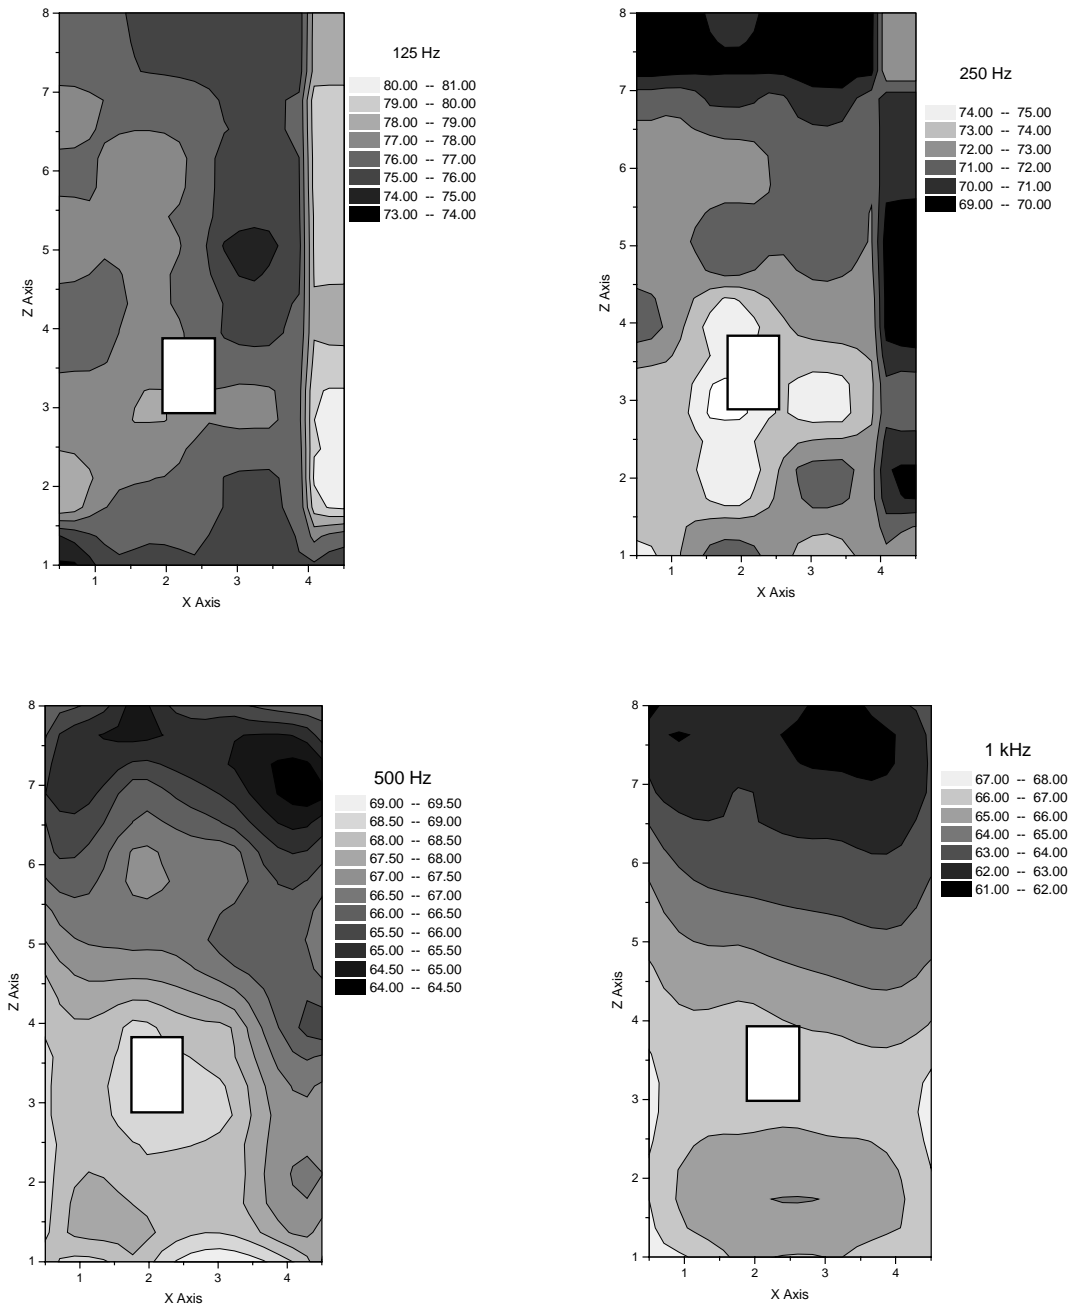 125 Hz
80.00 -- 81.00
79.00 -- 80.00
78.00 -- 79.00
77.00 -- 78.00
76.00 -- 77.00
75.00 -- 76.00
74.00 -- 75.00
73.00 -- 74.00
8
7
6
5
4
3
2
1
Z Axis
1 2 3 4
X Axis
250 Hz
74.00 -- 75.00
73.00 -- 74.00
72.00 -- 73.00
71.00 -- 72.00
70.00 -- 71.00
69.00 -- 70.00
8
7
6
5
4
3
2
1
Z Axis
1 2 3 4
X Axis
500 Hz
69.00 -- 69.50
68.50 -- 69.00
68.00 -- 68.50
67.50 -- 68.00
67.00 -- 67.50
66.50 -- 67.00
66.00 -- 66.50
65.50 -- 66.00
65.00 -- 65.50
64.50 -- 65.00
64.00 -- 64.50
8
7
6
5
4
3
2
1
Z Axis
1 2 3 4
X Axis
1 kHz
67.00 -- 68.00
66.00 -- 67.00
65.00 -- 66.00
64.00 -- 65.00
63.00 -- 64.00
62.00 -- 63.00
61.00 -- 62.00
8
7
6
5
4
3
2
1
Z Axis
1 2 3 4
X Axis